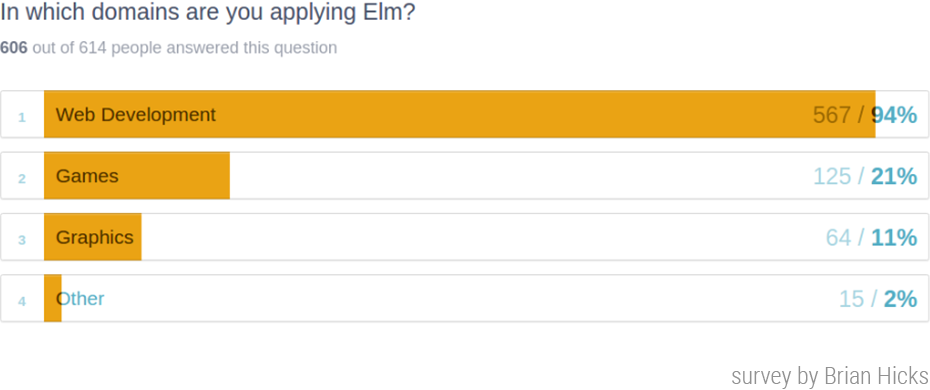 In which domains are you applying Elm?
606 out of 614 people answered this question
1 Web Development 567 / 94%
2 Games 125 / 21%
3 Graphics 64 / 11%
4 Other 15 / 2%
survey by Brian Hicks